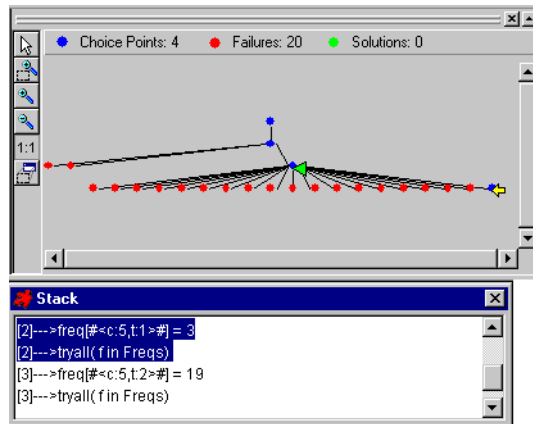 Choice Points: 4 Failures: 20 Solutions: 0
1:1
Stack
[2]--->freq[#<c:5,t:1>#] = 3
[2]--->tryall( f in Freqs)
[3]--->freq[#<c:5,t:2>#] = 19
[3]--->tryall( f in Freqs)